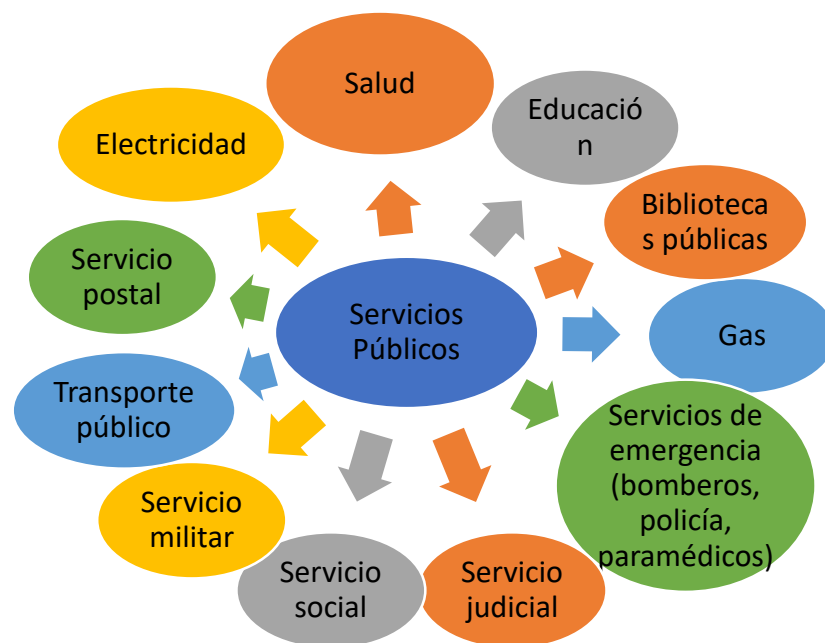 Salud
Educació
n
Biblioteca
s públicas
Gas
Servicios de
emergencia
(bomberos,
policía,
paramédicos)
Servicio
judicial
Servicio
social
Servicio
militar
Transporte
público
Servicio
postal
Electricidad
Servicios
Públicos